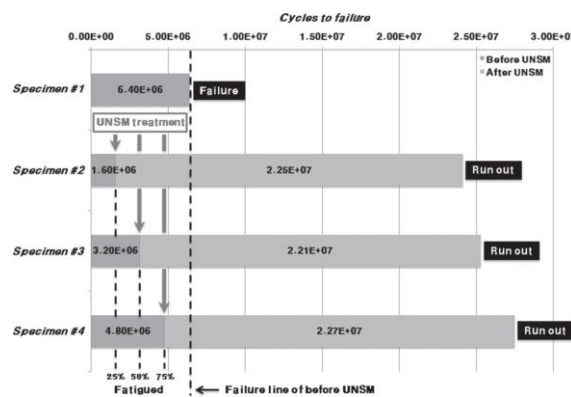 Cycles to failure
0.00E+00 5.00E+06 1.00E+07 1.50E+07 2.00E+07 2.50E+07 3.00E+07
Before UNSM
After UNSM
Specimen #1 6.40E+06 Failure
UNSM treatment
Specimen #2 1.60E+06 2.25E+07 Run out
Specimen #3 3.20E+06 2.21E+07 Run out
Specimen #4 4.80E+06 2.27E+07 Run out
25% 50% 75%
Fatigued Failure line of before UNSM